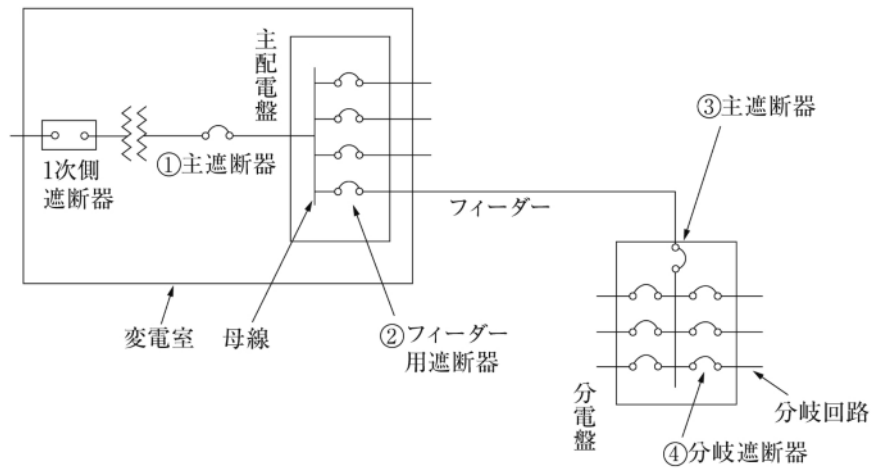 主配電盤
③主遮断器
①主遮断器
1次側
遮断器
フィーダー
変電室
母線
②フィーダー
用遮断器
分電盤
分岐回路
④分岐遮断器